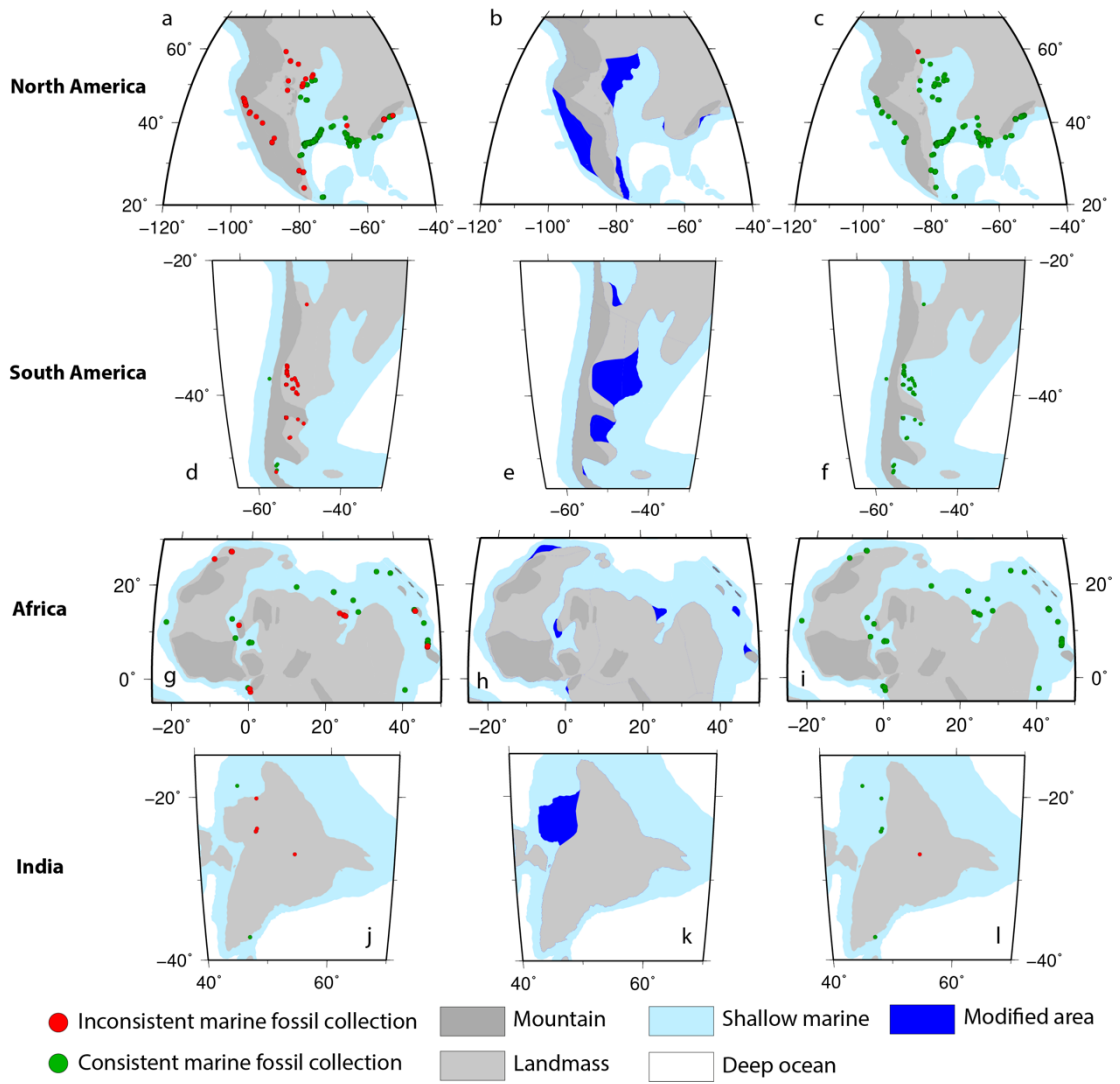 a b c
North America
60˚ 60˚
40˚ 40˚
20˚ 20˚
−120 −100 −80 −60 −40 −120 −100 −80 −60 −40 −120 −100 −80 −60 −40
South America
−20˚ −20˚
−40˚ −40˚
d e f
−60˚ −40˚ −60˚ −40˚ −60˚ −40˚
Africa
20˚ 20˚
0˚ 0˚
g h i
−20 0 20 40 −20 0 20 40 −20 0 20 40
India
−20˚ −20˚
j k l
−40˚ −40˚
40˚ 60˚ 40˚ 60˚ 40˚ 60˚
Inconsistent marine fossil collection Mountain Shallow marine Modified area
Consistent marine fossil collection Landmass Deep ocean